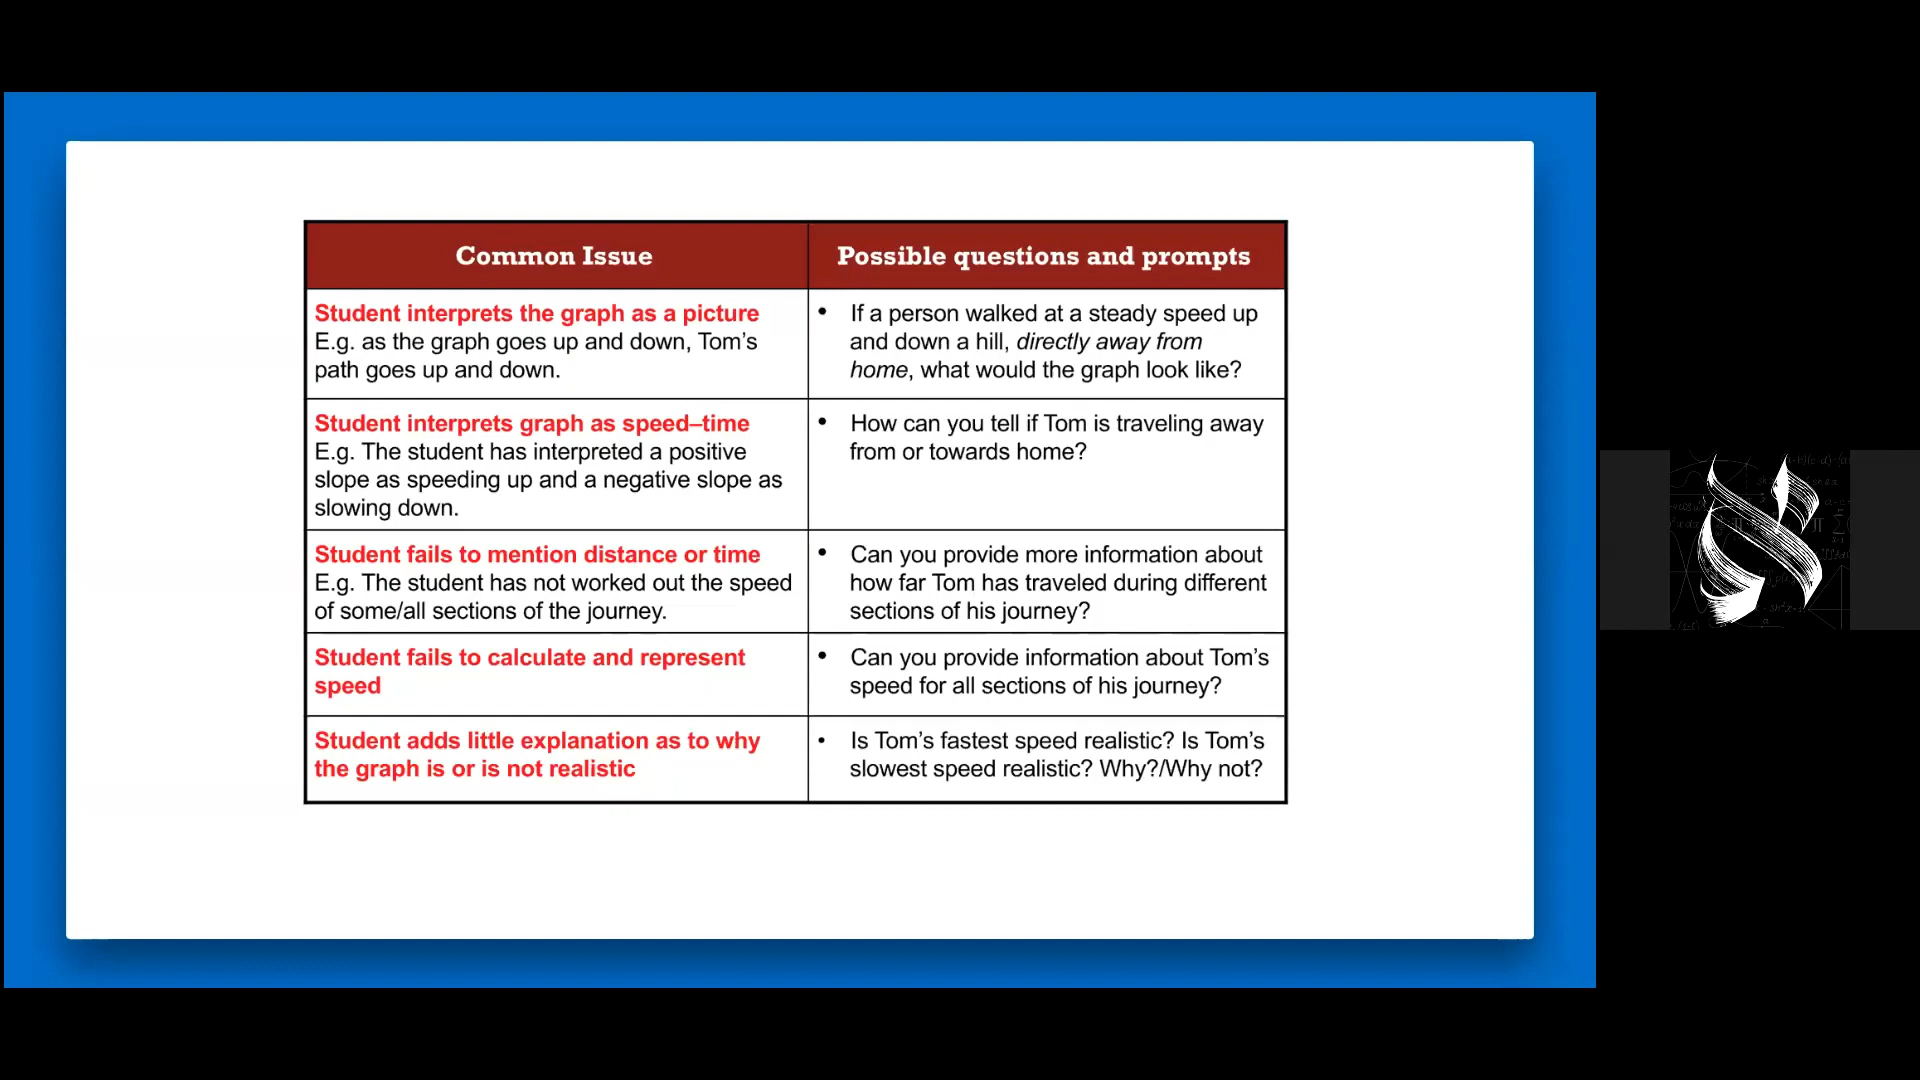 Common Issue
Possible questions and prompts
Student interprets the graph as a picture
E.g. as the graph goes up and down, Tom's
path goes up and down.
• If a person walked at a steady speed up
and down a hill, directly away from
home, what would the graph look like?
Student interprets graph as speed–time
E.g. The student has interpreted a positive
slope as speeding up and a negative slope as
slowing down.
• How can you tell if Tom is traveling away
from or towards home?
Student fails to mention distance or time
E.g. The student has not worked out the speed
of some/all sections of the journey.
• Can you provide more information about
how far Tom has traveled during different
sections of his journey?
Student fails to calculate and represent
speed
• Can you provide information about Tom's
speed for all sections of his journey?
Student adds little explanation as to why
the graph is or is not realistic
• Is Tom's fastest speed realistic? Is Tom's
slowest speed realistic? Why?/Why not?